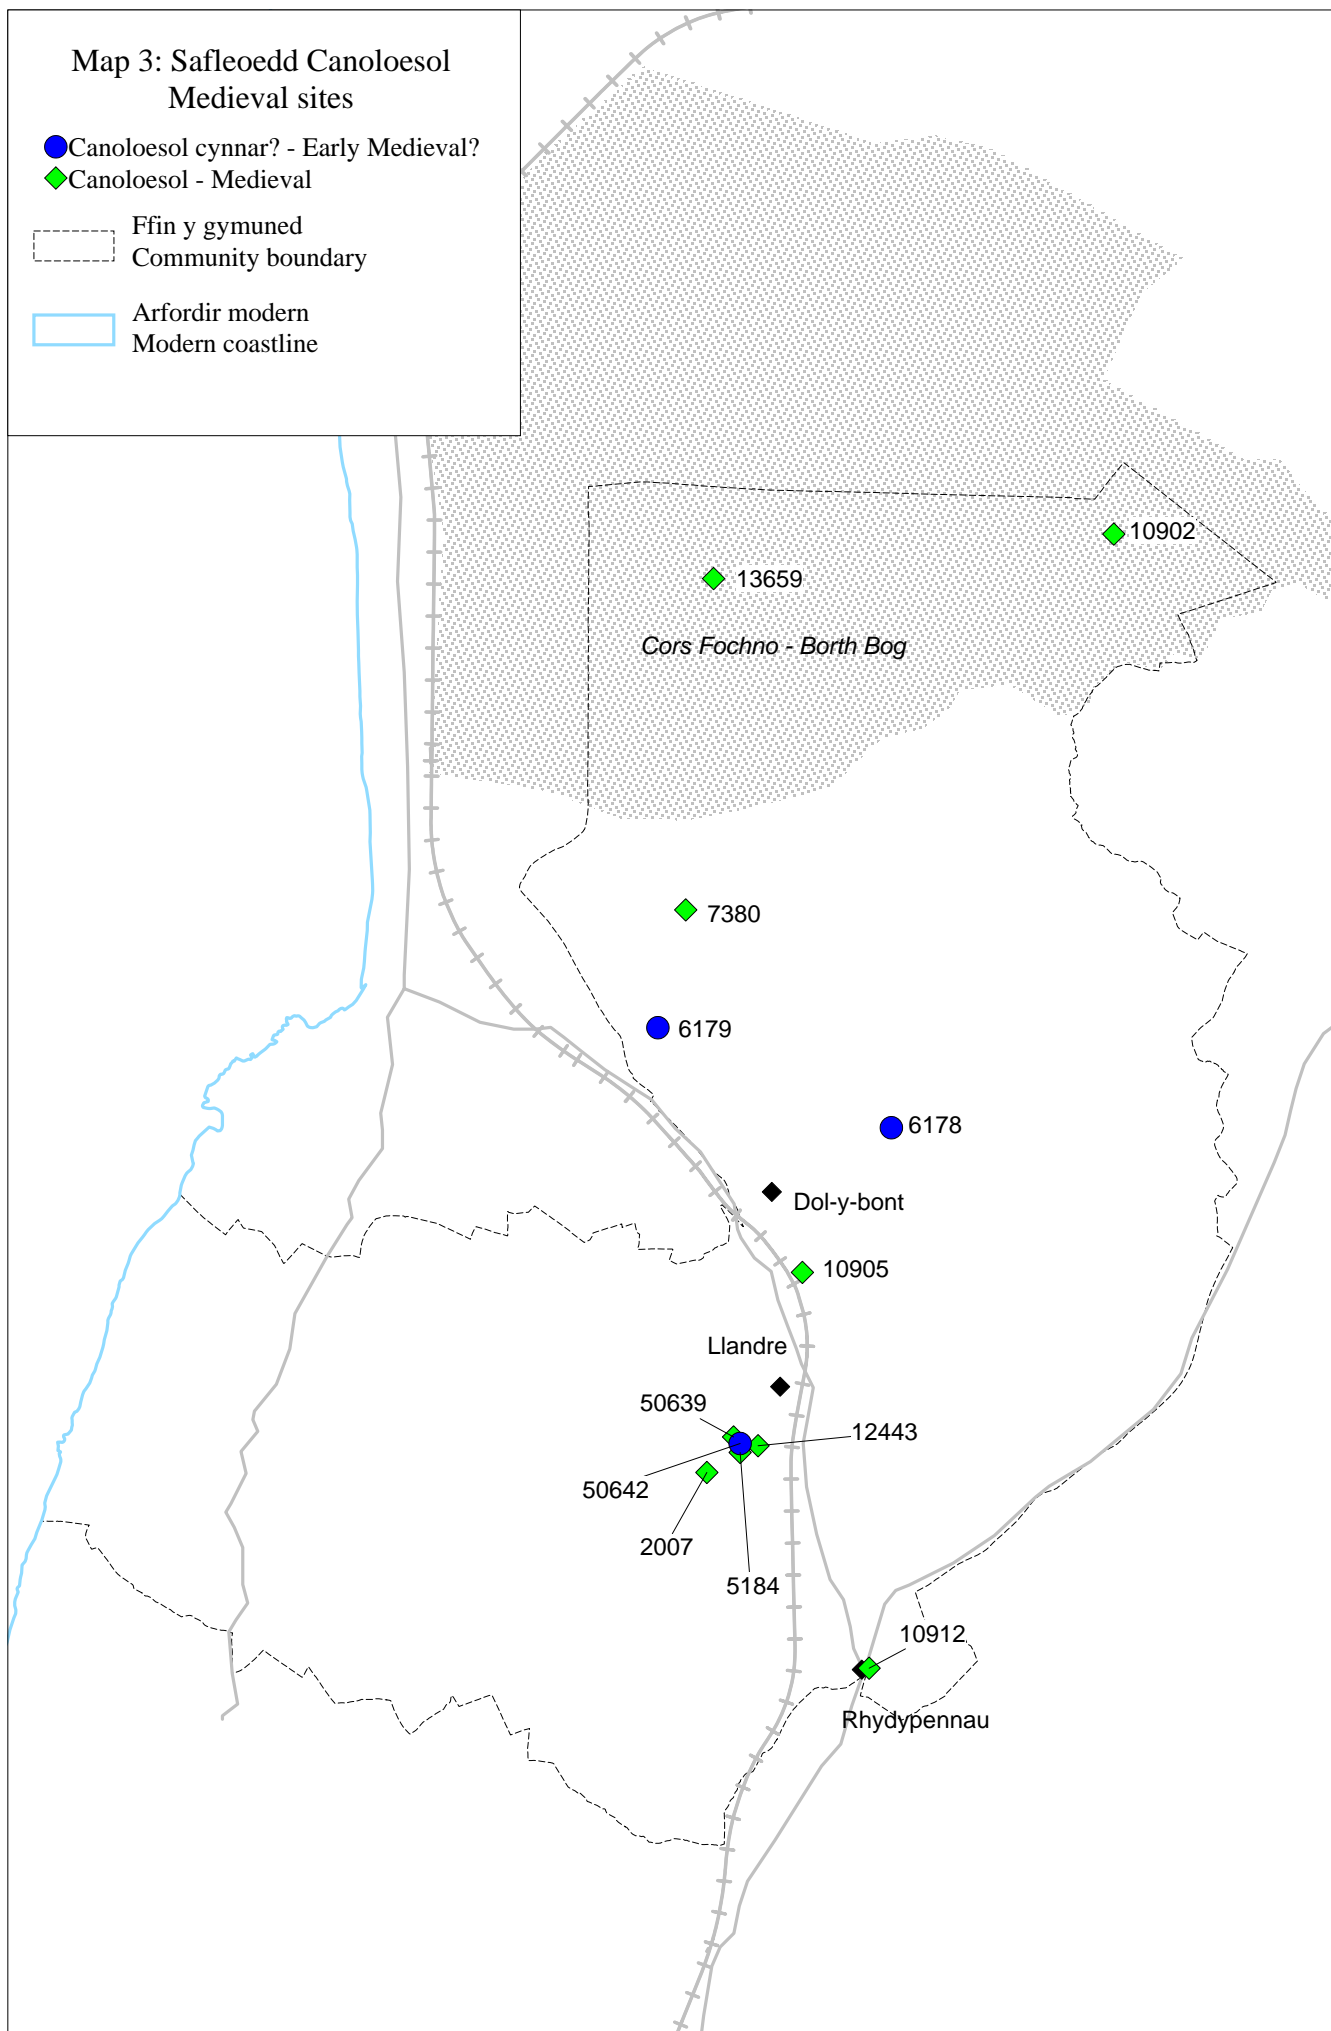 Map 3: Safleoedd Canoloesol
Medieval sites
Canoloesol cynnar? - Early Medieval?
Canoloesol - Medieval
Ffin y gymuned
Community boundary
Arfordir modern
Modern coastline
10902
13659
Cors Fochno - Borth Bog
7380
6179
6178
Dol-y-bont
10905
Llandre
50639
12443
50642
2007
5184
10912
Rhydypennau